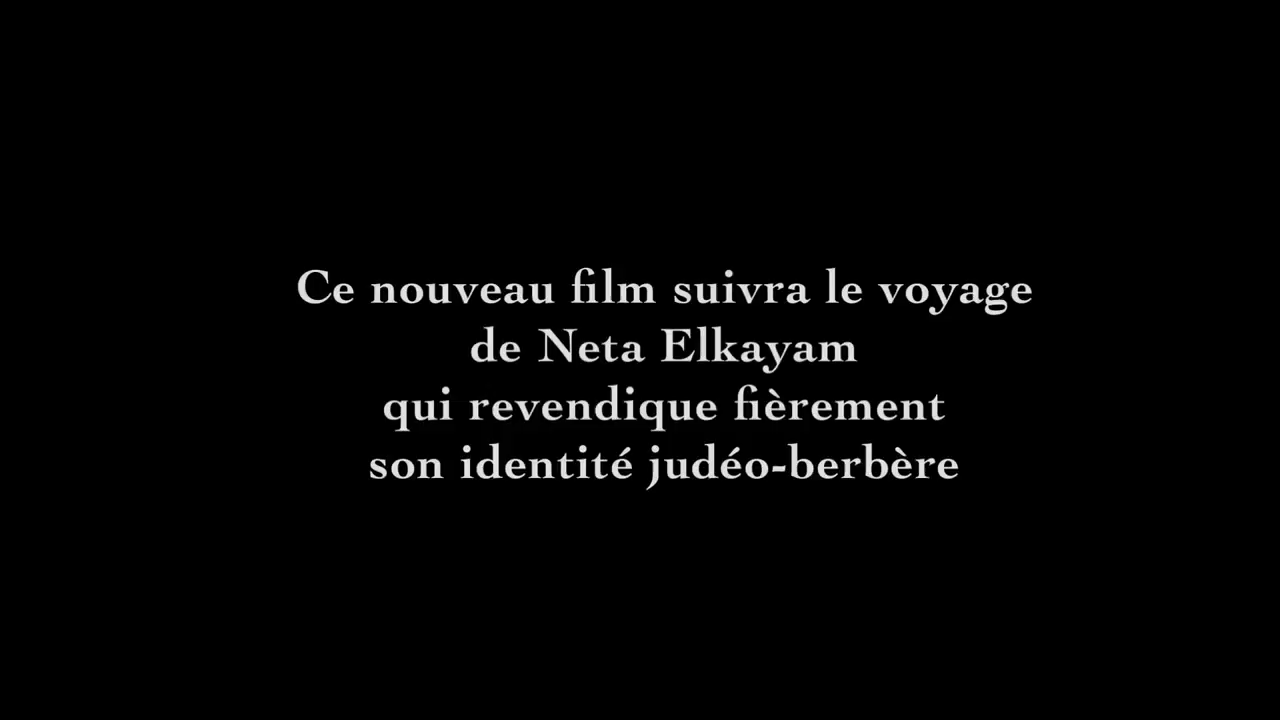 Ce nouveau film suivra le voyage
de Neta Elkayam
qui revendique fièrement
son identité judéo-berbère